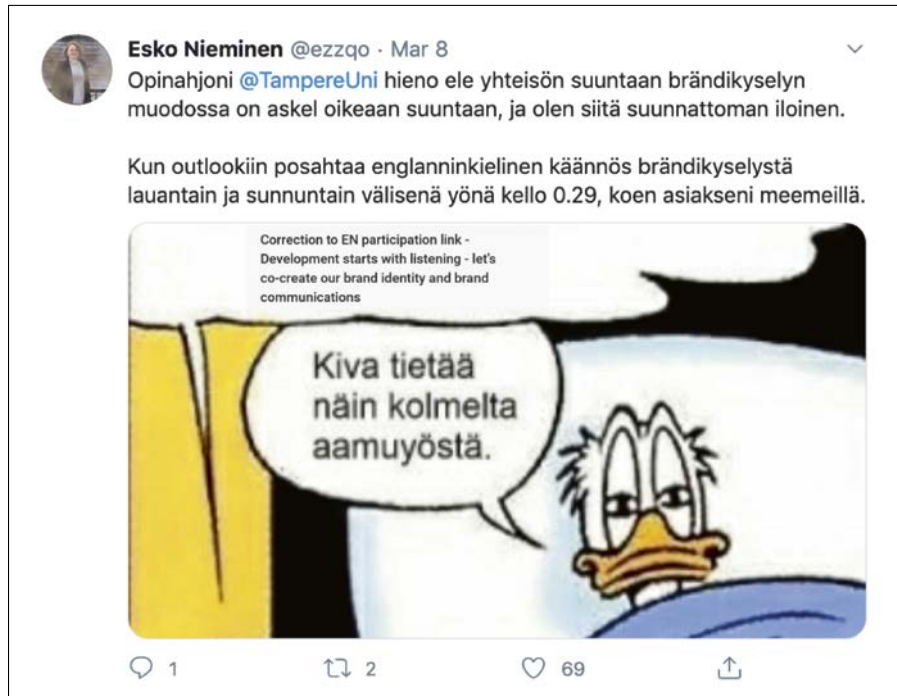 Esko Nieminen @ezzqo · Mar 8
Opinahjoni @TampereUni hieno ele yhteisön suuntaan brändikyselyn
muodossa on askel oikeaan suuntaan, ja olen siitä suunnattoman iloinen.
Kun outlookiin posahtaa englanninkielinen käännös brändikyselystä
lauantain ja sunnuntain välisenä yönä kello 0.29, koen asiakseni meemeillä.
Correction to EN participation link -
Development starts with listening - let's
co-create our brand identity and brand
communications
Kiva tietää
näin kolmelta
aamuyöstä.
1 2 69